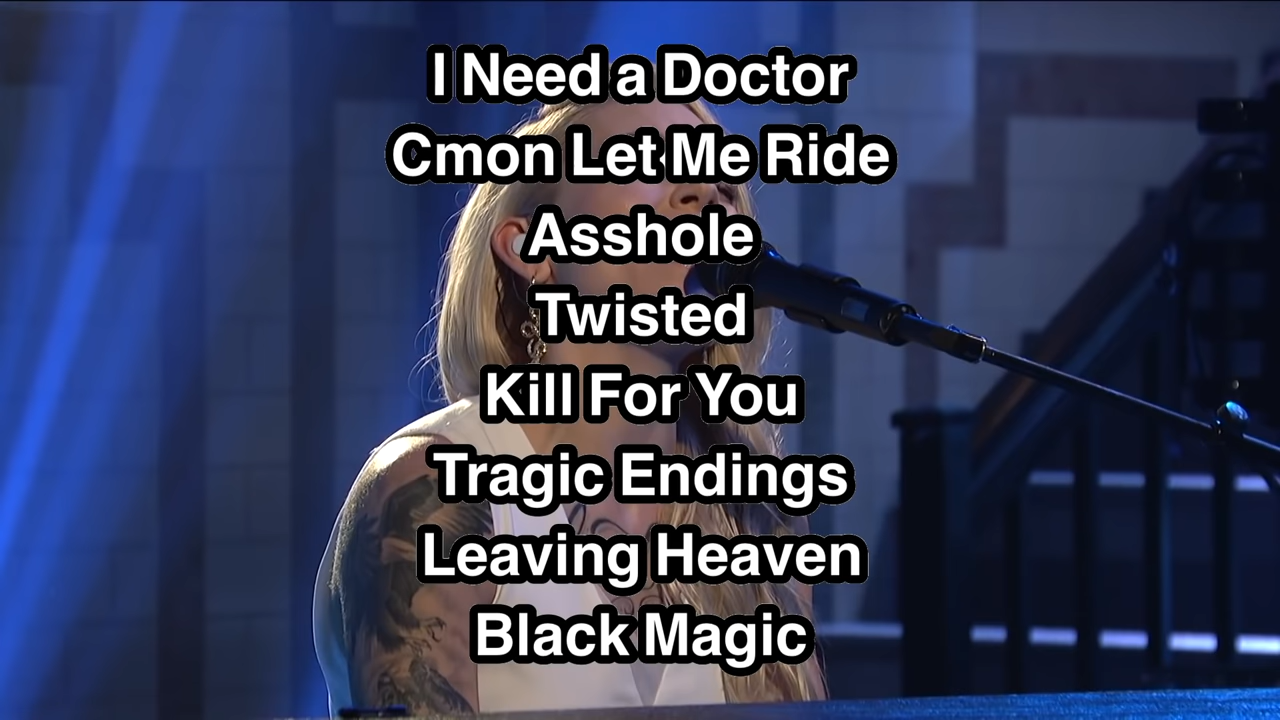 I Need a Doctor
Cmon Let Me Ride
Asshole
Twisted
Kill For You
Tragic Endings
Leaving Heaven
Black Magic